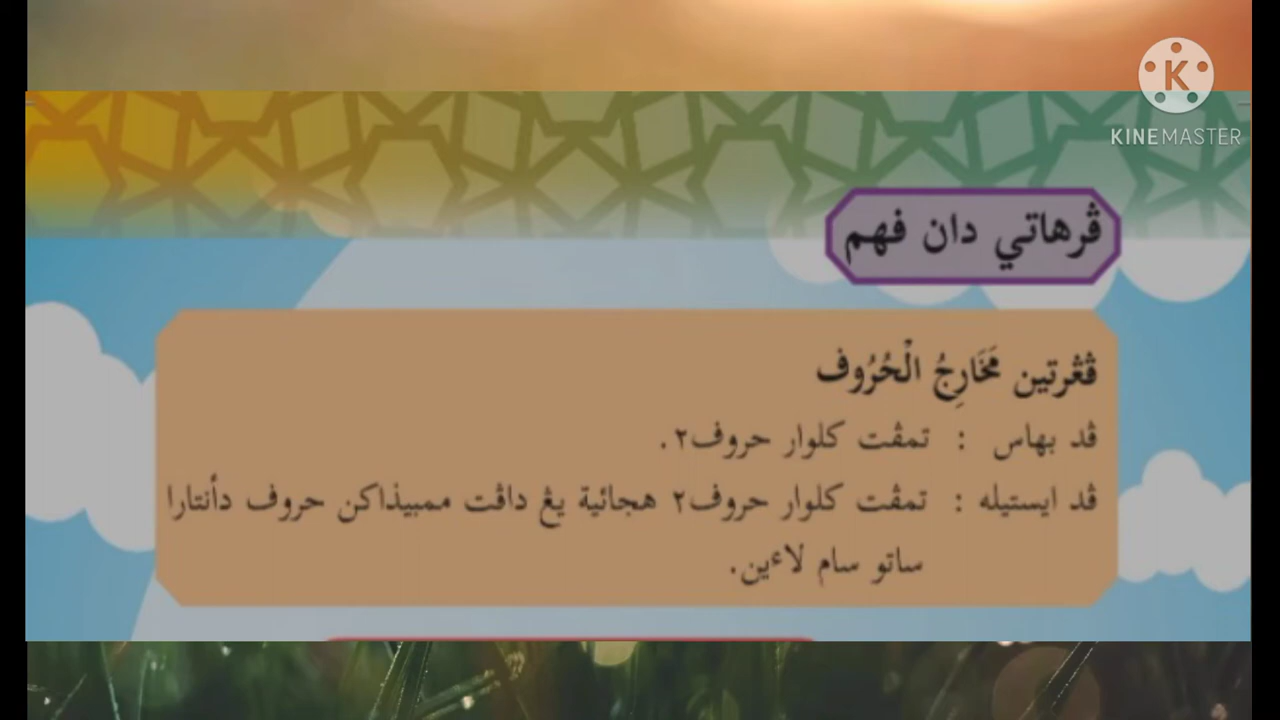 KINEMASTER
ڤرهاتي دان فهم
ڤڠرتين مَخَارِجُ الْحُرُوف
ڤد بهاس : تمڤت كلوار حروف٢.
ڤد ايستيله : تمڤت كلوار حروف٢ هجائية يڠ داڤت ممبيذاكن حروف دأنتارا
ساتو سام لاءين.